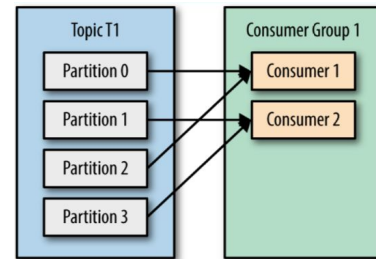 Topic T1
Partition 0
Partition 1
Partition 2
Partition 3
Consumer Group 1
Consumer 1
Consumer 2